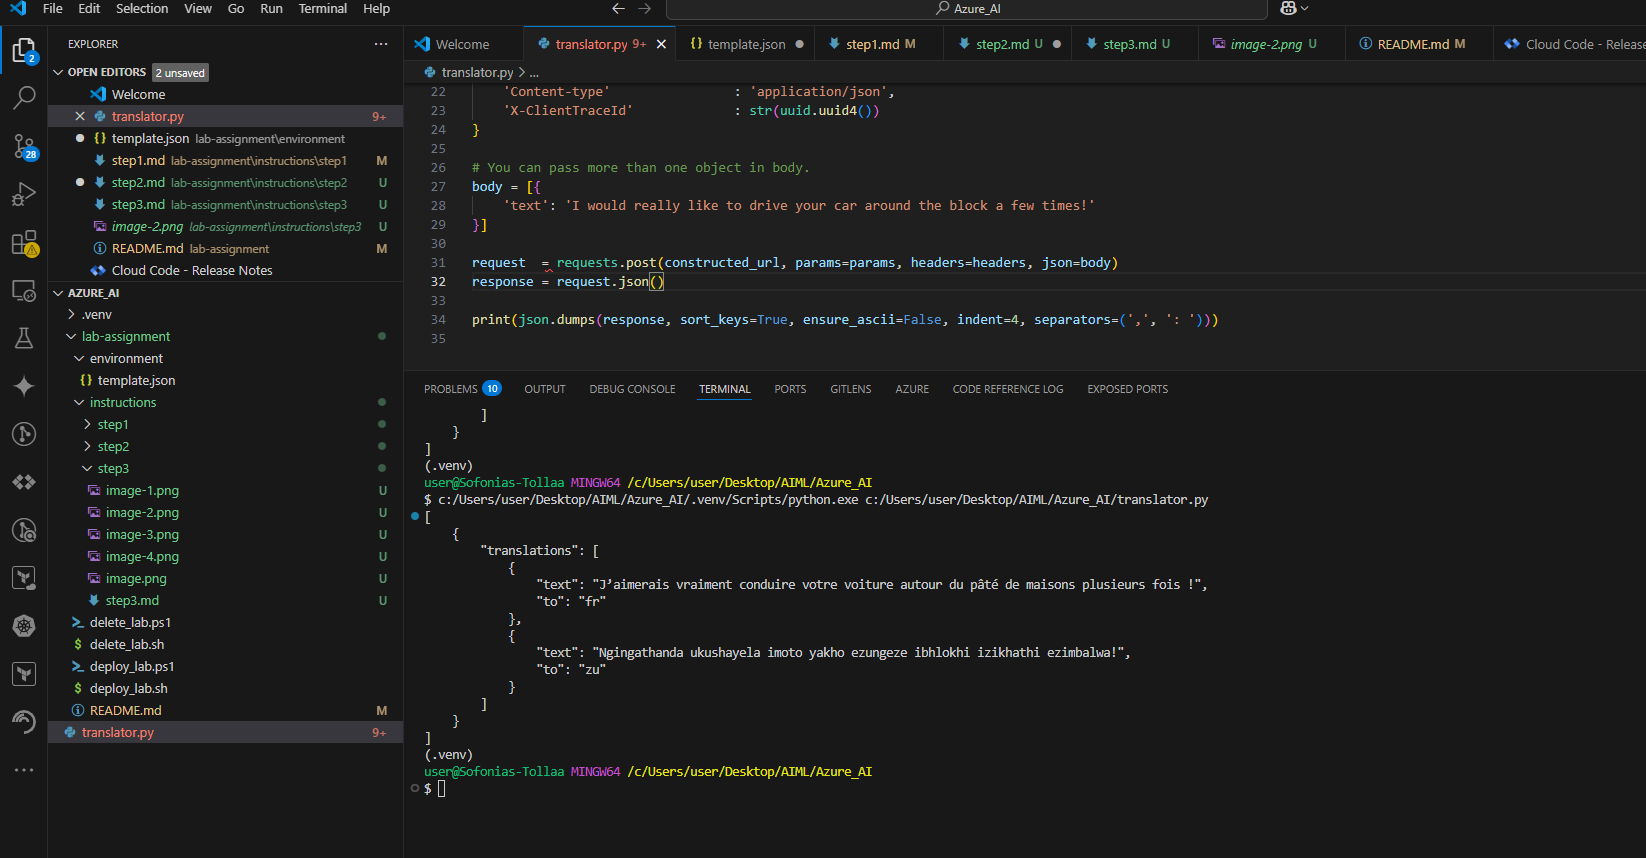 File Edit Selection View Go Run Terminal Help
Azure_AI
EXPLORER
OPEN EDITORS 2 unsaved
Welcome
translator.py 9+
template.json lab-assignment\environment
step1.md lab-assignment\instructions\step1 M
step2.md lab-assignment\instructions\step2 U
step3.md lab-assignment\instructions\step3 U
image-2.png lab-assignment\instructions\step3 U
README.md lab-assignment M
Cloud Code - Release Notes
AZURE_AI
.venv
lab-assignment
environment
template.json
instructions
step1
step2
step3
image-1.png U
image-2.png U
image-3.png U
image-4.png U
image.png U
step3.md U
delete_lab.ps1
delete_lab.sh
deploy_lab.ps1
deploy_lab.sh
README.md M
translator.py 9+
2
28
Welcome translator.py 9+ template.json step1.md M step2.md U step3.md U image-2.png U README.md M Cloud Code - Release
translator.py > ...
22 'Content-type' : 'application/json',
23 'X-ClientTraceId' : str(uuid.uuid4())
24 }
25
26 # You can pass more than one object in body.
27 body = [{
28 'text': 'I would really like to drive your car around the block a few times!'
29 }]
30
31 request = requests.post(constructed_url, params=params, headers=headers, json=body)
32 response = request.json()
33
34 print(json.dumps(response, sort_keys=True, ensure_ascii=False, indent=4, separators=(',', ': ')))
35
PROBLEMS 10 OUTPUT DEBUG CONSOLE TERMINAL PORTS GITLENS AZURE CODE REFERENCE LOG EXPOSED PORTS
]
}
]
(.venv)
user@Sofonias-Tollaa MINGW64 /c/Users/user/Desktop/AIML/Azure_AI
$ c:/Users/user/Desktop/AIML/Azure_AI/.venv/Scripts/python.exe c:/Users/user/Desktop/AIML/Azure_AI/translator.py
[
{
"translations": [
{
"text": "J’aimerais vraiment conduire votre voiture autour du pâté de maisons plusieurs fois !",
"to": "fr"
},
{
"text": "Ngingathanda ukushayela imoto yakho ezungeze ibhlokhi izikhathi ezimbalwa!",
"to": "zu"
}
]
}
]
(.venv)
user@Sofonias-Tollaa MINGW64 /c/Users/user/Desktop/AIML/Azure_AI
$